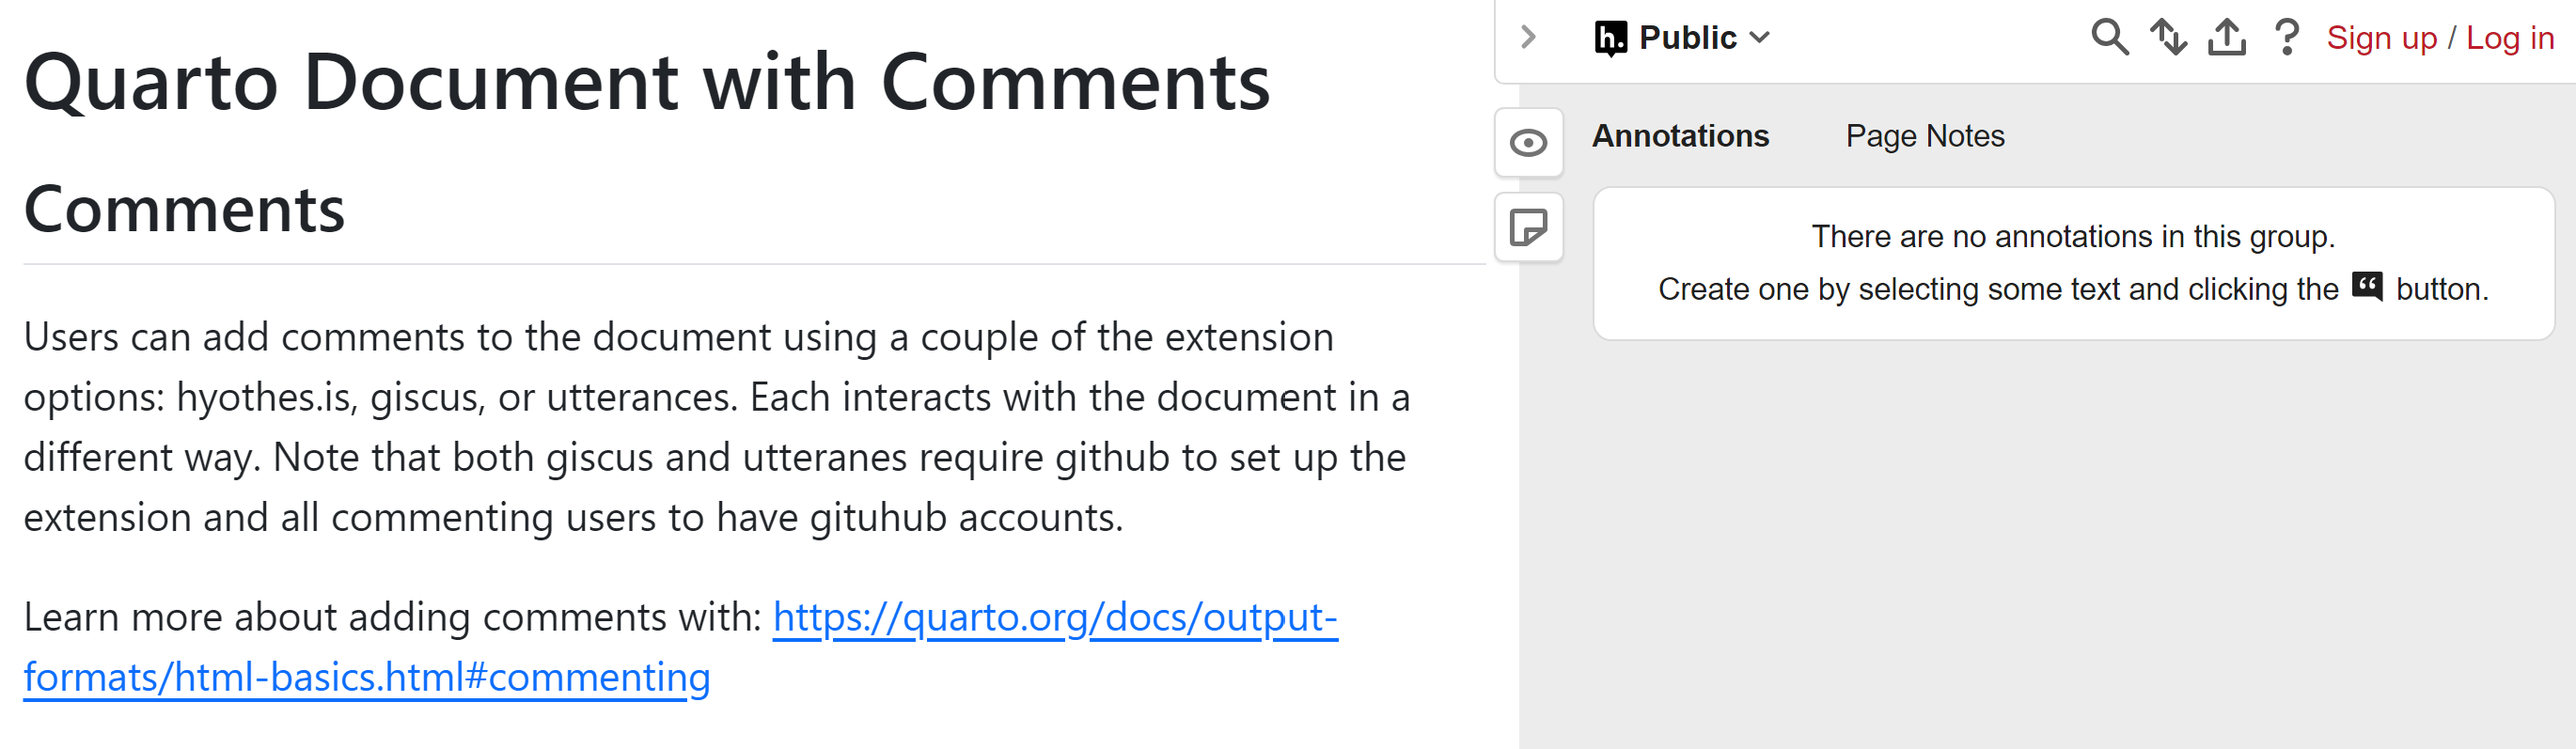 Quarto Document with Comments
Comments
Users can add comments to the document using a couple of the extension
options: hyothes.is, giscus, or utterances. Each interacts with the document in a
different way. Note that both giscus and utteranes require github to set up the
extension and all commenting users to have gituhub accounts.
Learn more about adding comments with: https://quarto.org/docs/output-
formats/html-basics.html#commenting
h. Public
Sign up / Log in
Annotations Page Notes
There are no annotations in this group.
Create one by selecting some text and clicking the button.